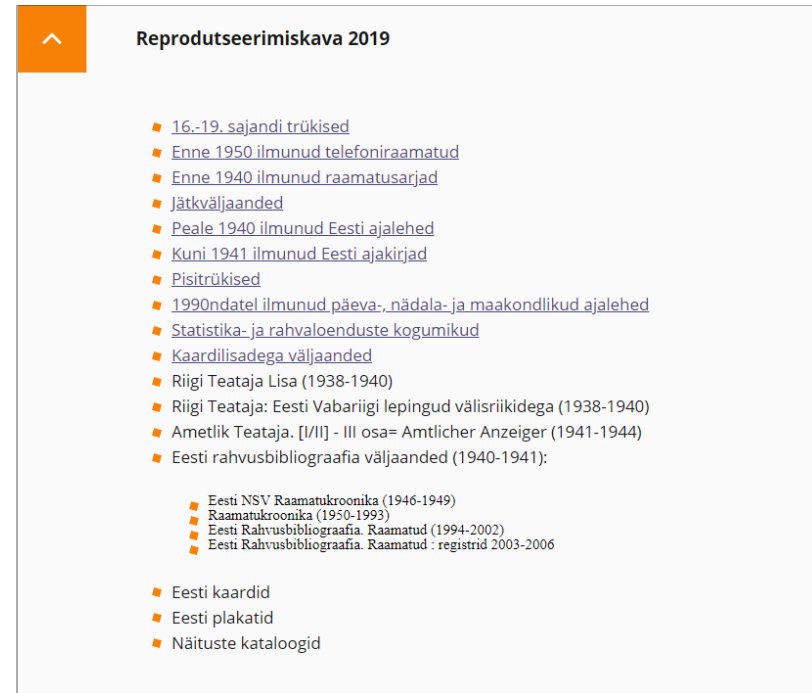 Reprodutseerimiskava 2019
16.-19. sajandi trükised
Enne 1950 ilmunud telefoniraamatud
Enne 1940 ilmunud raamatusarjad
Jätkväljaanded
Peale 1940 ilmunud Eesti ajalehed
Kuni 1941 ilmunud Eesti ajakirjad
Pisitrükised
1990ndatel ilmunud päeva-, nädala- ja maakondlikud ajalehed
Statistika- ja rahvaloenduste kogumikud
Kaardilisadega väljaanded
Riigi Teataja Lisa (1938-1940)
Riigi Teataja: Eesti Vabariigi lepingud välisriikidega (1938-1940)
Ametlik Teataja. [I/II] - III osa= Amtlicher Anzeiger (1941-1944)
Eesti rahvusbibliograafia väljaanded (1940-1941):
Eesti NSV Raamatukroonika (1946-1949)
Raamatukroonika (1950-1993)
Eesti Rahvusbibliograafia. Raamatud (1994-2002)
Eesti Rahvusbibliograafia. Raamatud : registrid 2003-2006
Eesti kaardid
Eesti plakatid
Näituste kataloogid